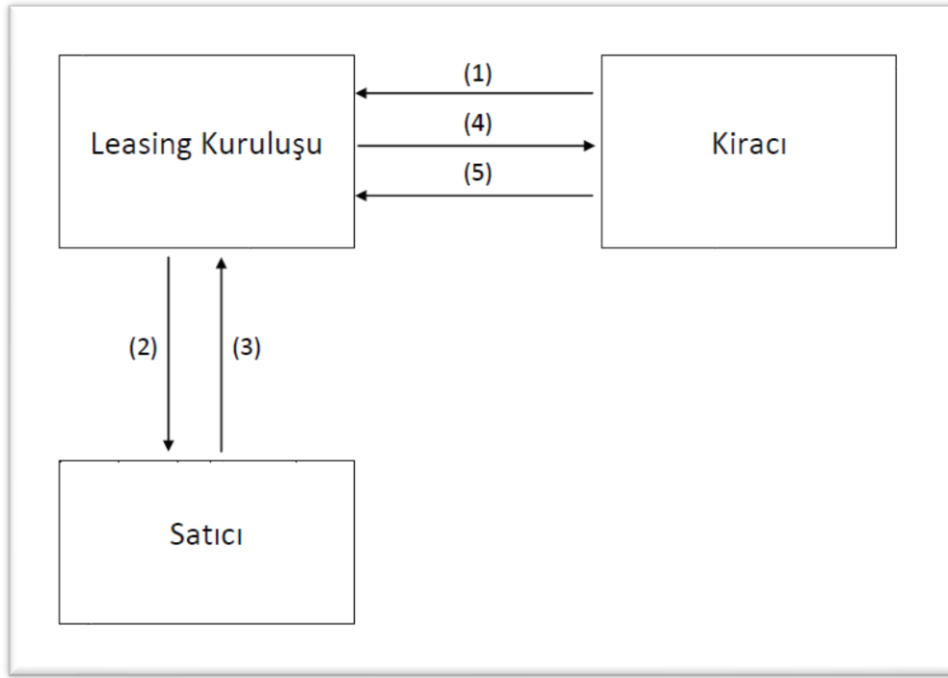 (1)
Leasing Kuruluşu
(4)
Kiracı
(5)
(2)
(3)
Satıcı